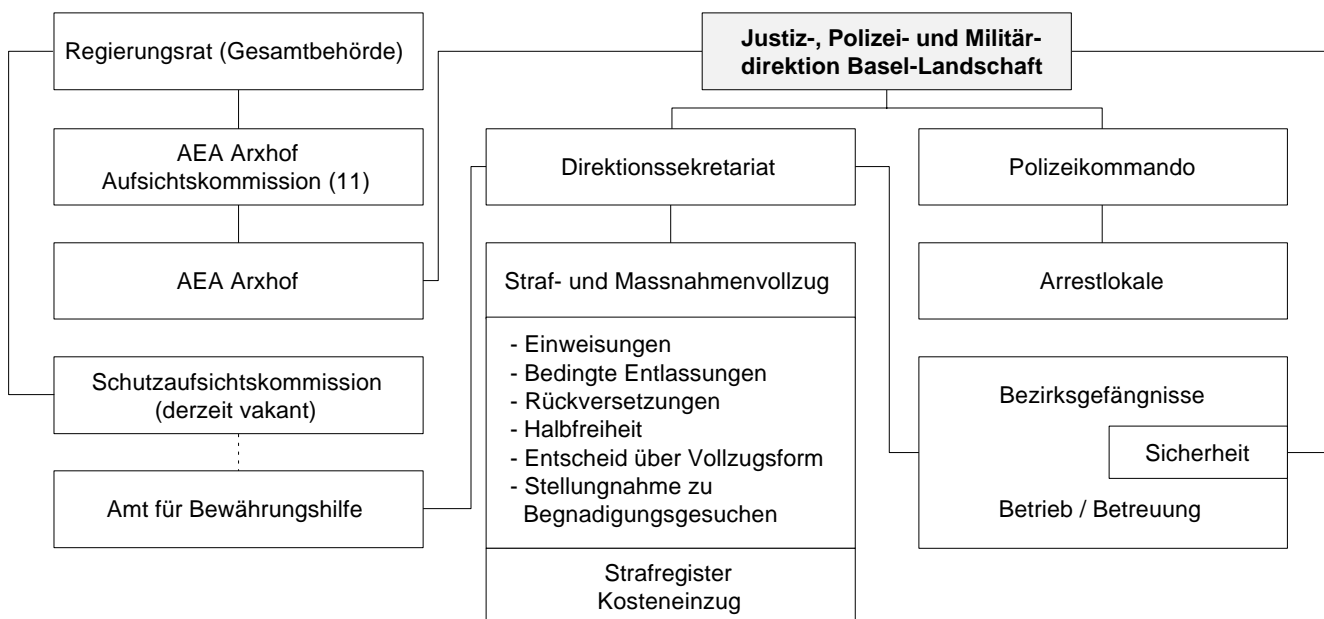 Regierungsrat (Gesamtbehörde)
Justiz-, Polizei- und Militär-
direktion Basel-Landschaft
AEA Arxhof
Aufsichtskommission (11)
Direktionssekretariat
Polizeikommando
AEA Arxhof
Straf- und Massnahmenvollzug
Arrestlokale
- Einweisungen
- Bedingte Entlassungen
- Rückversetzungen
- Halbfreiheit
- Entscheid über Vollzugsform
- Stellungnahme zu
Begnadigungsgesuchen
Schutzaufsichtskommission
(derzeit vakant)
Bezirksgefängnisse
Sicherheit
Betrieb / Betreuung
Amt für Bewährungshilfe
Strafregister
Kosteneinzug